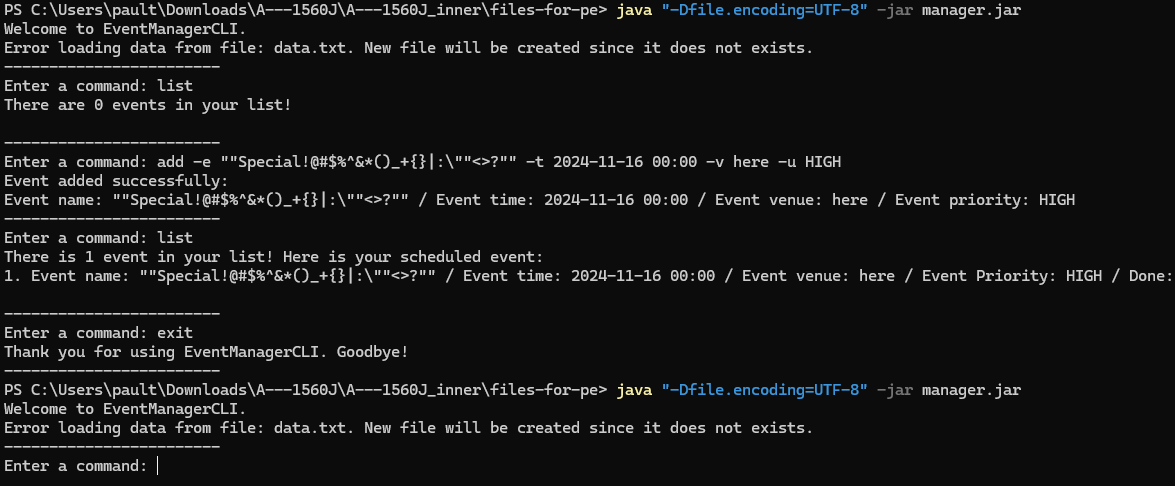 PS C:\Users\pault\Downloads\A---1560J\A---1560J_inner\files-for-pe> java "-Dfile.encoding=UTF-8" -jar manager.jar
Welcome to EventManagerCLI.
Error loading data from file: data.txt. New file will be created since it does not exists.
------------------------
Enter a command: list
There are 0 events in your list!
------------------------
Enter a command: add -e ""Special!@#$%^&*()_+{}|:\""<>?"" -t 2024-11-16 00:00 -v here -u HIGH
Event added successfully:
Event name: ""Special!@#$%^&*()_+{}|:\""<>?"" / Event time: 2024-11-16 00:00 / Event venue: here / Event priority: HIGH
------------------------
Enter a command: list
There is 1 event in your list! Here is your scheduled event:
1. Event name: ""Special!@#$%^&*()_+{}|:\""<>?"" / Event time: 2024-11-16 00:00 / Event venue: here / Event Priority: HIGH / Done:
------------------------
Enter a command: exit
Thank you for using EventManagerCLI. Goodbye!
------------------------
PS C:\Users\pault\Downloads\A---1560J\A---1560J_inner\files-for-pe> java "-Dfile.encoding=UTF-8" -jar manager.jar
Welcome to EventManagerCLI.
Error loading data from file: data.txt. New file will be created since it does not exists.
------------------------
Enter a command: